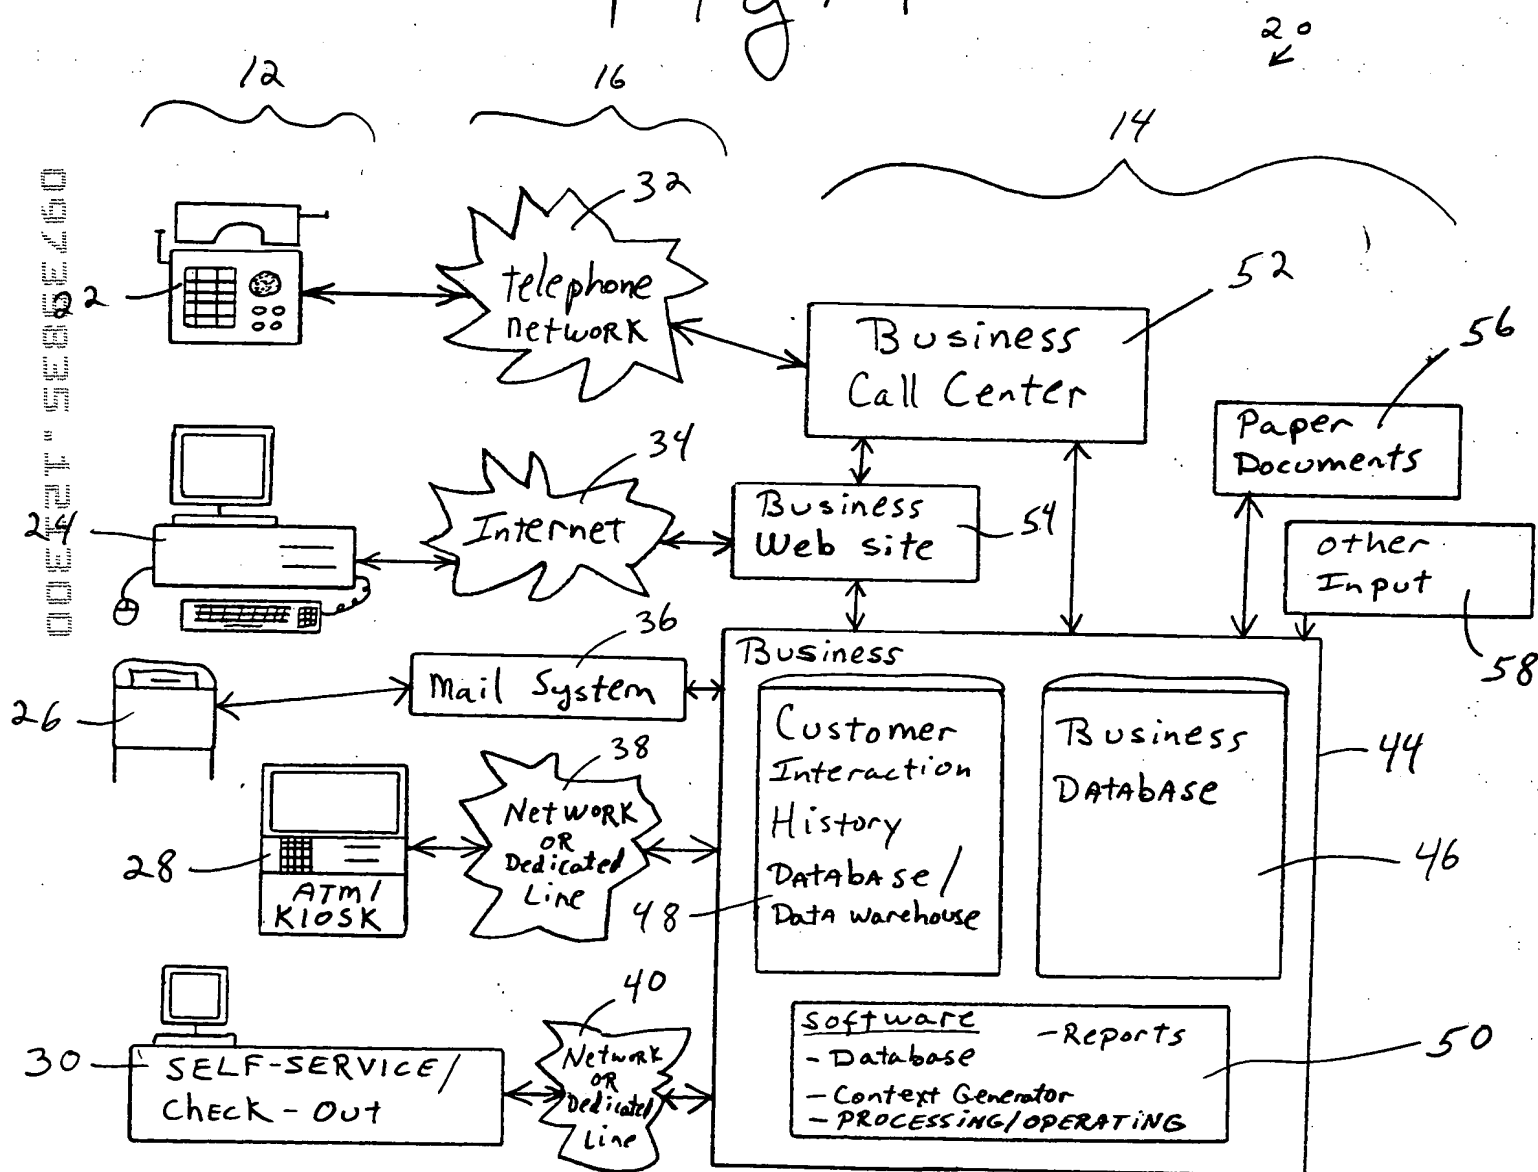 20
12
16
14
32
Telephone
Network
22
52
Business
Call Center
56
Paper
Documents
34
Internet
24
Business
Web site
54
Other
Input
58
36
Mail System
26
Business
Customer
Interaction
History
Database/
Data Warehouse
48
Business
Database
44
46
38
Network
OR
Dedicated
Line
28
ATM/
KIOSK
40
Network
OR
Dedicated
Line
30
SELF-SERVICE/
Check-Out
Software
- Reports
- Database
- Context Generator
- PROCESSING/OPERATING
50